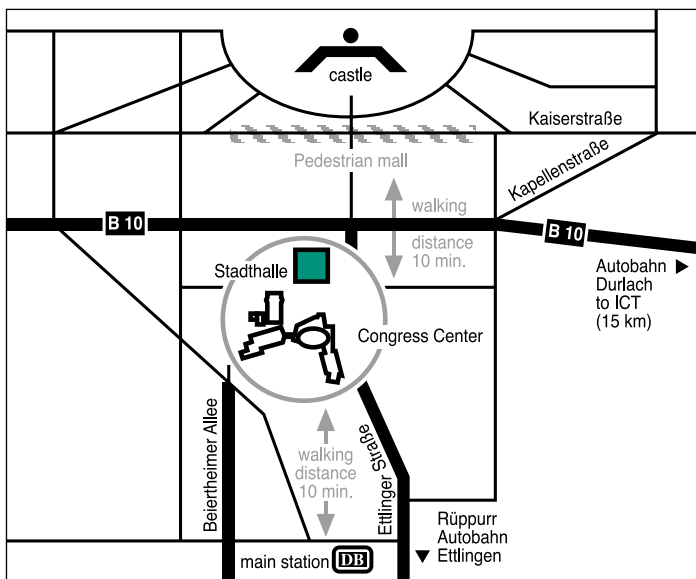 castle
Kaiserstraße
Pedestrian mall
Kapellenstraße
walking
B 10
distance
10 min.
B 10
Stadthalle
Autobahn
Durlach
to ICT
(15 km)
Congress Center
Beiertheimer Allee
walking
distance
10 min.
Ettlinger Straße
Rüppurr
Autobahn
Ettlingen
main station DB